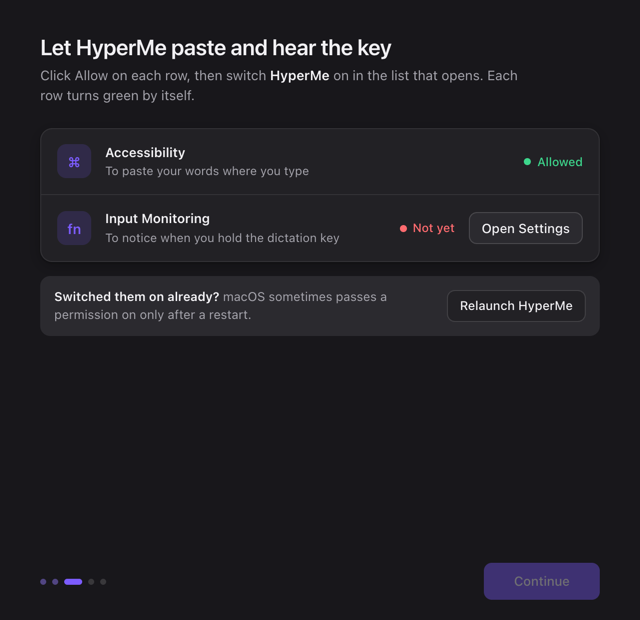 Let HyperMe paste and hear the key
Click Allow on each row, then switch HyperMe on in the list that opens. Each
row turns green by itself.
⌘
Accessibility
To paste your words where you type
Allowed
fn
Input Monitoring
To notice when you hold the dictation key
Not yet
Open Settings
Switched them on already? macOS sometimes passes a
permission on only after a restart.
Relaunch HyperMe
Continue